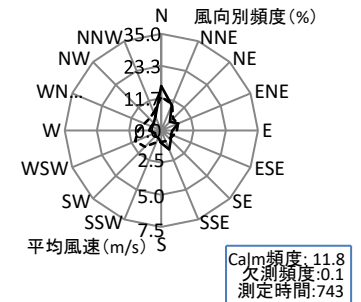 N 風向別頻度(%)
35.0
NNW NNE
NW 23.3 NE
WN... 11.7 ENE
W 0.0 E
WSW 2.5 ESE
SW 5.0 SE
SSW 7.5 SSE
平均風速(m/s) S
Calm頻度: 11.8
欠測頻度:0.1
測定時間:743